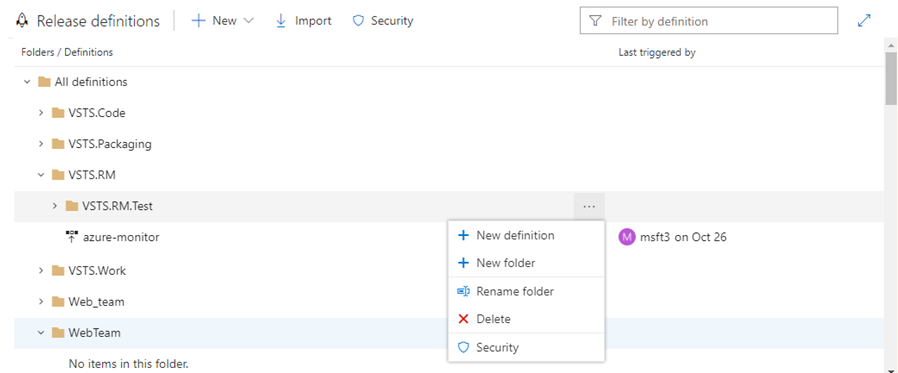 Release definitions New Import Security Filter by definition
Folders / Definitions Last triggered by
All definitions
VSTS.Code
VSTS.Packaging
VSTS.RM
VSTS.RM.Test ...
azure-monitor M msft3 on Oct 26
New definition
New folder
Rename folder
Delete
Security
VSTS.Work
Web_team
WebTeam
No items in this folder.